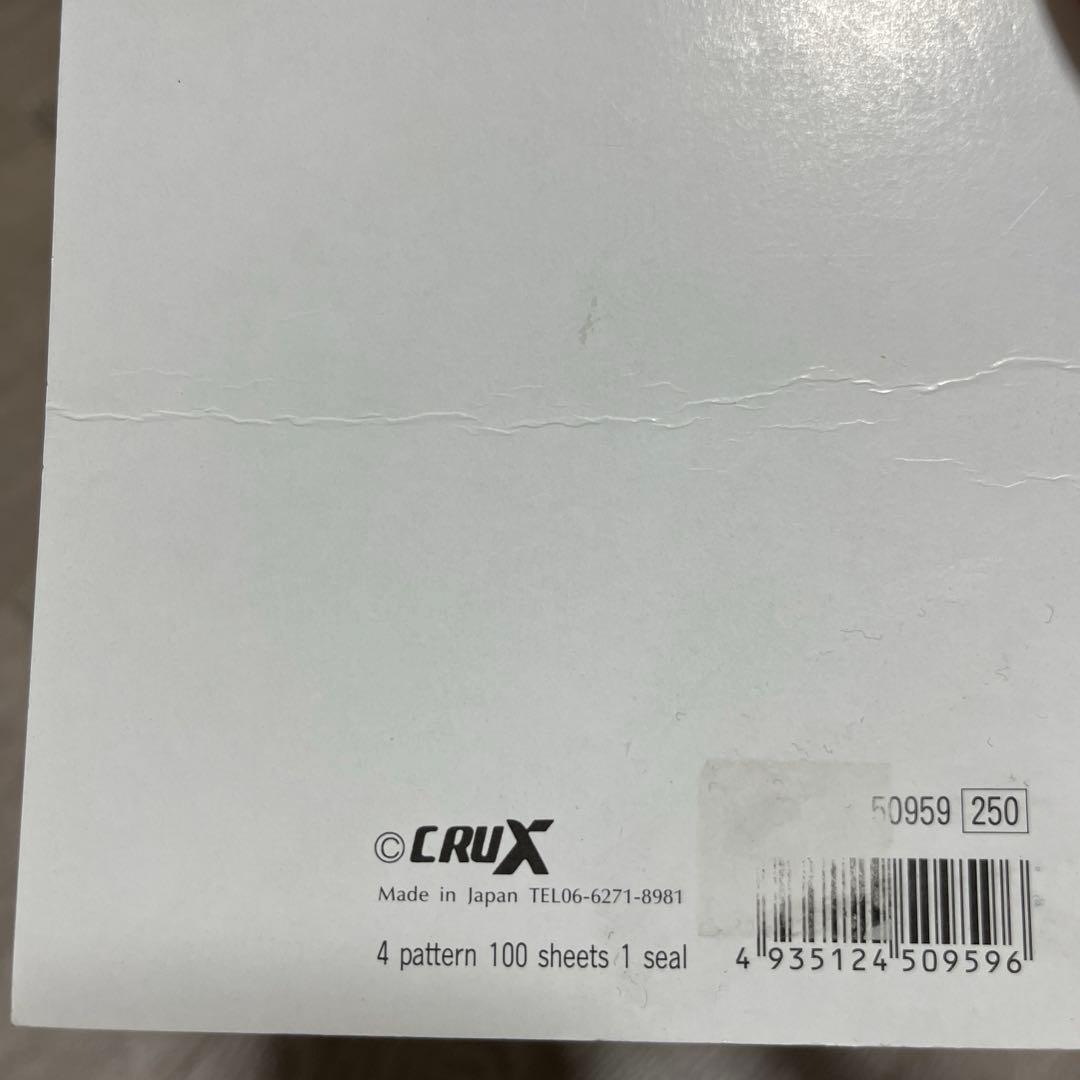 50959 250
© CRUX
Made in Japan TEL06-6271-8981
4 pattern 100 sheets 1 seal
4 935124 509596